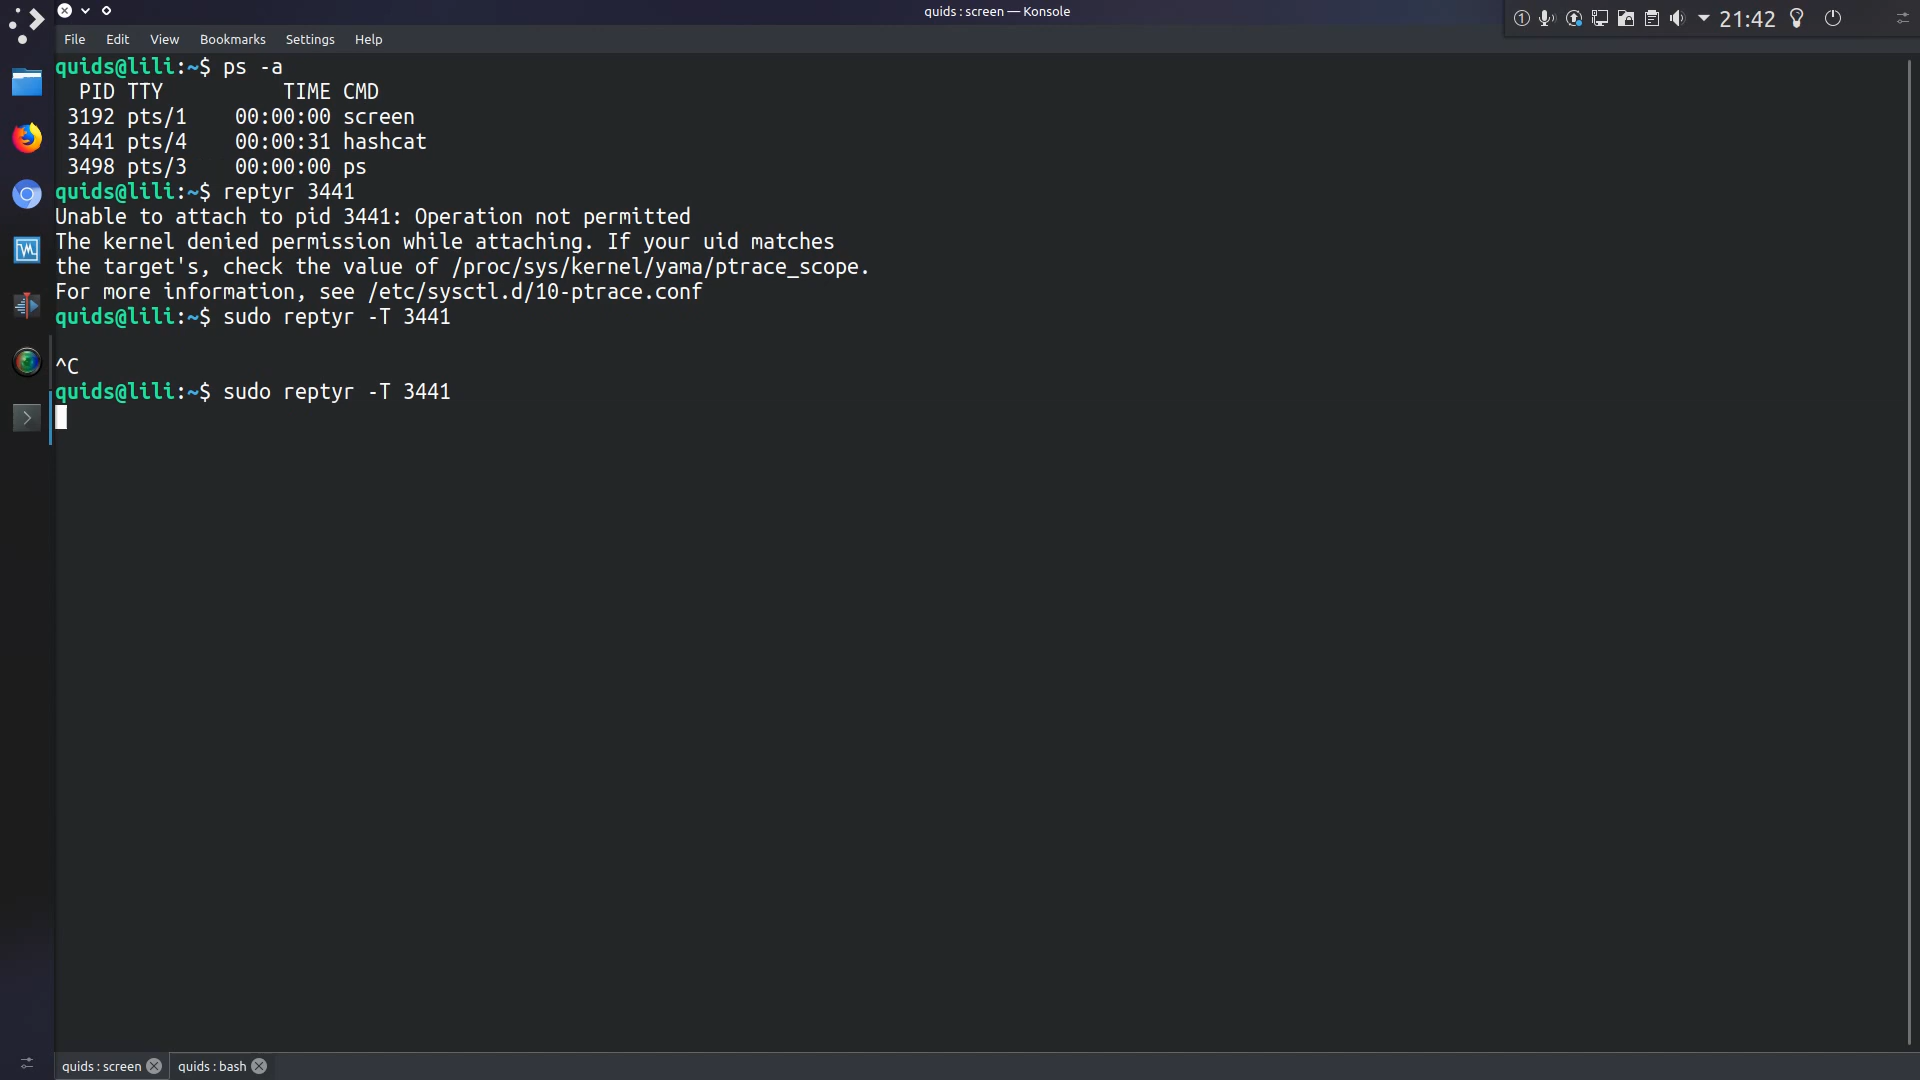 quids : screen — Konsole
① 21:42
File Edit View Bookmarks Settings Help
quids@lili:~$ ps -a
    PID TTY          TIME CMD
   3192 pts/1    00:00:00 screen
   3441 pts/4    00:00:31 hashcat
   3498 pts/3    00:00:00 ps
quids@lili:~$ reptyr 3441
Unable to attach to pid 3441: Operation not permitted
The kernel denied permission while attaching. If your uid matches
the target's, check the value of /proc/sys/kernel/yama/ptrace_scope.
For more information, see /etc/sysctl.d/10-ptrace.conf
quids@lili:~$ sudo reptyr -T 3441
^C
quids@lili:~$ sudo reptyr -T 3441
quids : screen quids : bash